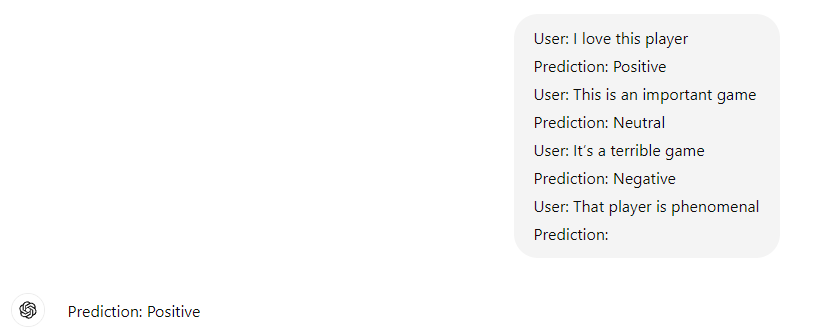 User: I love this player
Prediction: Positive
User: This is an important game
Prediction: Neutral
User: It's a terrible game
Prediction: Negative
User: That player is phenomenal
Prediction:
Prediction: Positive